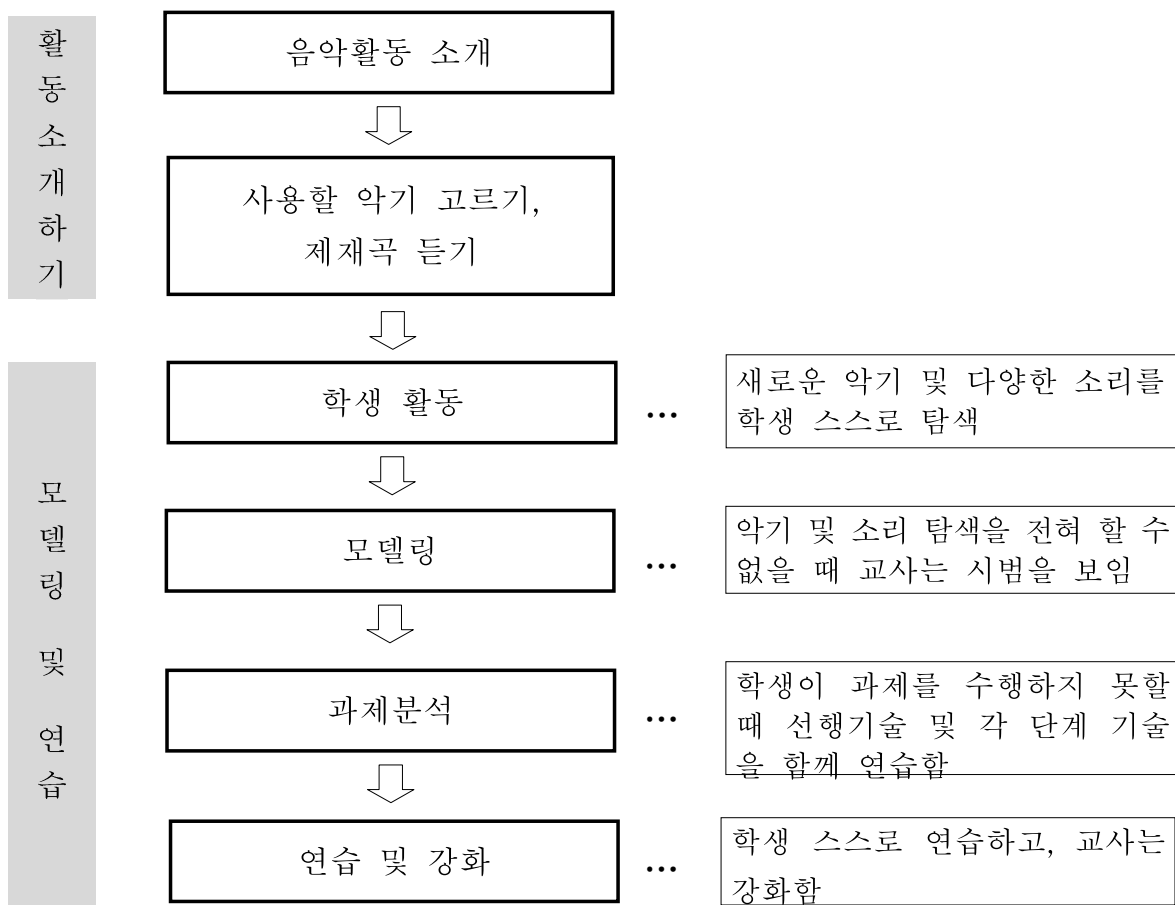 활동소개하기
음악활동 소개
사용할 악기 고르기,
제재곡 듣기
모델링 및 연습
학생 활동
…
새로운 악기 및 다양한 소리를
학생 스스로 탐색
모델링
…
악기 및 소리 탐색을 전혀 할 수
없을 때 교사는 시범을 보임
과제분석
…
학생이 과제를 수행하지 못할
때 선행기술 및 각 단계 기술
을 함께 연습함
연습 및 강화
…
학생 스스로 연습하고, 교사는
강화함